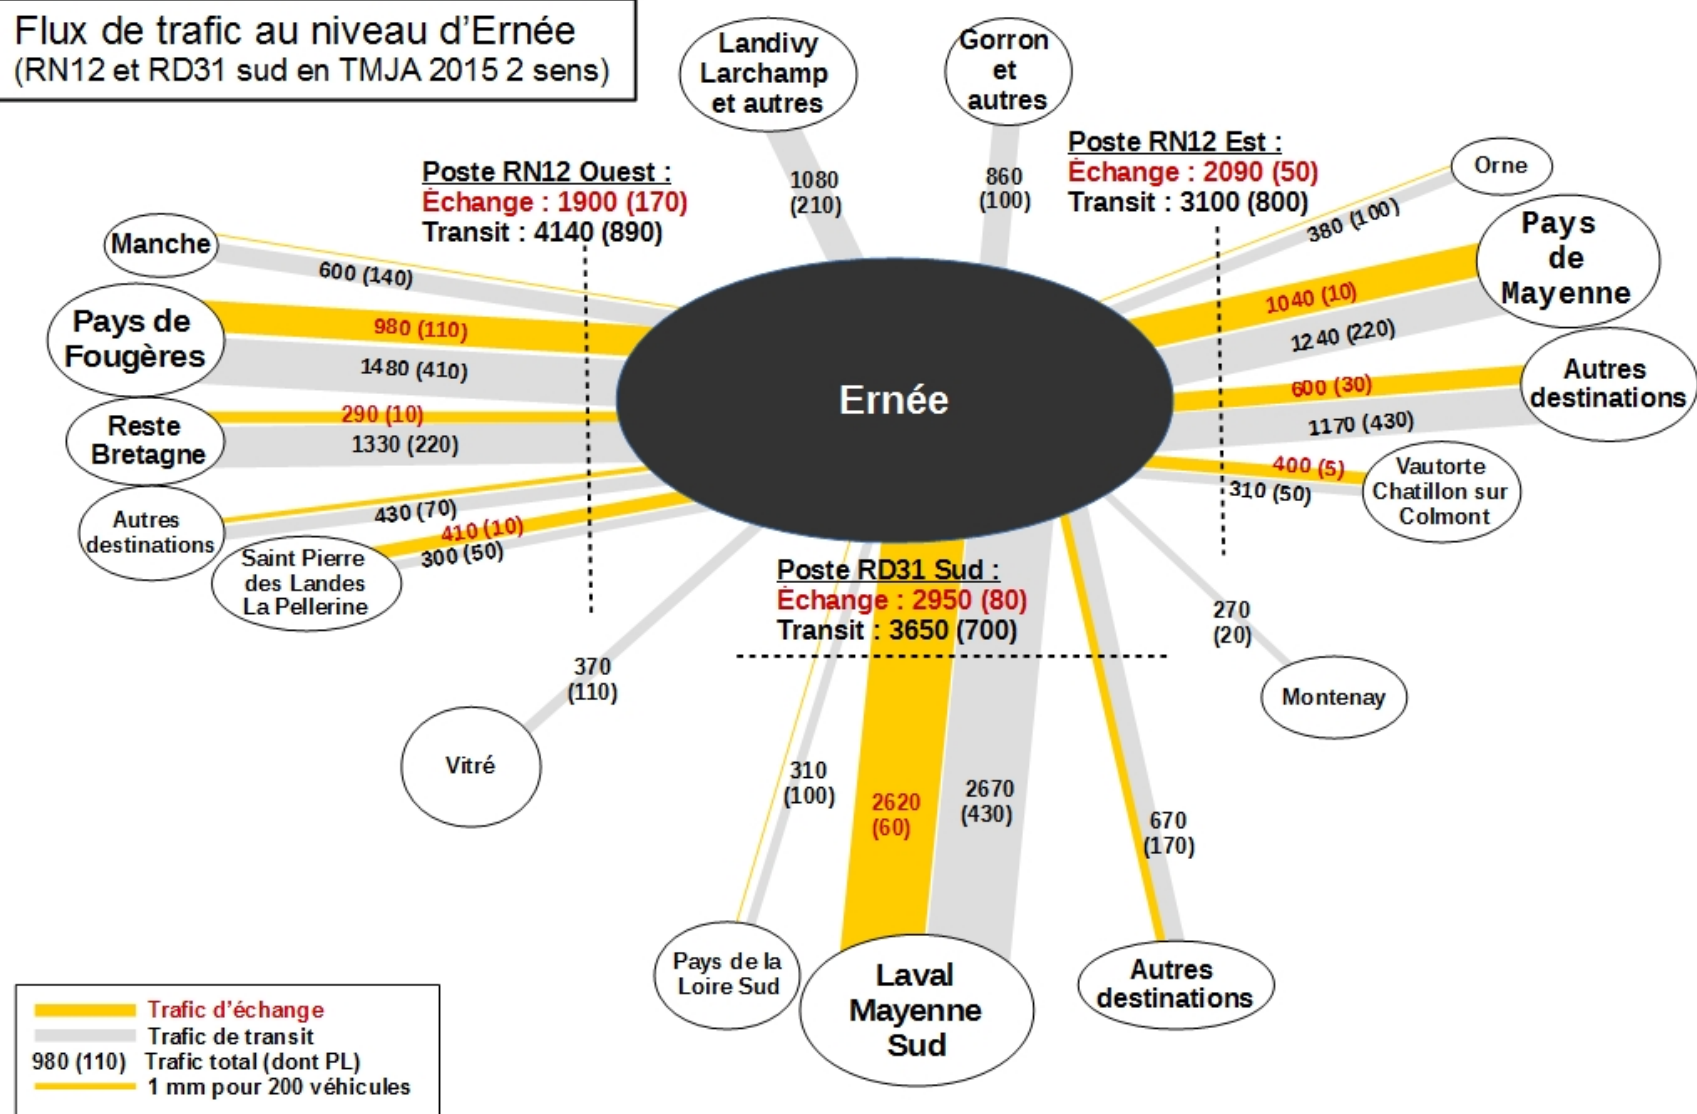 Flux de trafic au niveau d'Ernée
(RN12 et RD31 sud en TMJA 2015 2 sens)
Landivy
Larchamp
et autres
Gorron
et
autres
Poste RN12 Ouest :
Échange : 1900 (170)
Transit : 4140 (890)
1080
(210)
860
(100)
Poste RN12 Est :
Échange : 2090 (50)
Transit : 3100 (800)
Orne
380 (100)
Manche
600 (140)
Pays
de
Mayenne
1040 (10)
1240 (220)
Pays de
Fougères
980 (110)
1480 (410)
Ernée
Autres
destinations
600 (30)
1170 (430)
Reste
Bretagne
290 (10)
1330 (220)
Vautorte
Chatillon sur
Colmont
400 (5)
310 (50)
Autres
destinations
430 (70)
410 (10)
300 (50)
Saint Pierre
des Landes
La Pellerine
Poste RD31 Sud :
Échange : 2950 (80)
Transit : 3650 (700)
270
(20)
Montenay
370
(110)
Vitré
310
(100)
2620
(60)
2670
(430)
670
(170)
Pays de la
Loire Sud
Laval
Mayenne
Sud
Autres
destinations
Trafic d'échange
Trafic de transit
980 (110) Trafic total (dont PL)
1 mm pour 200 véhicules